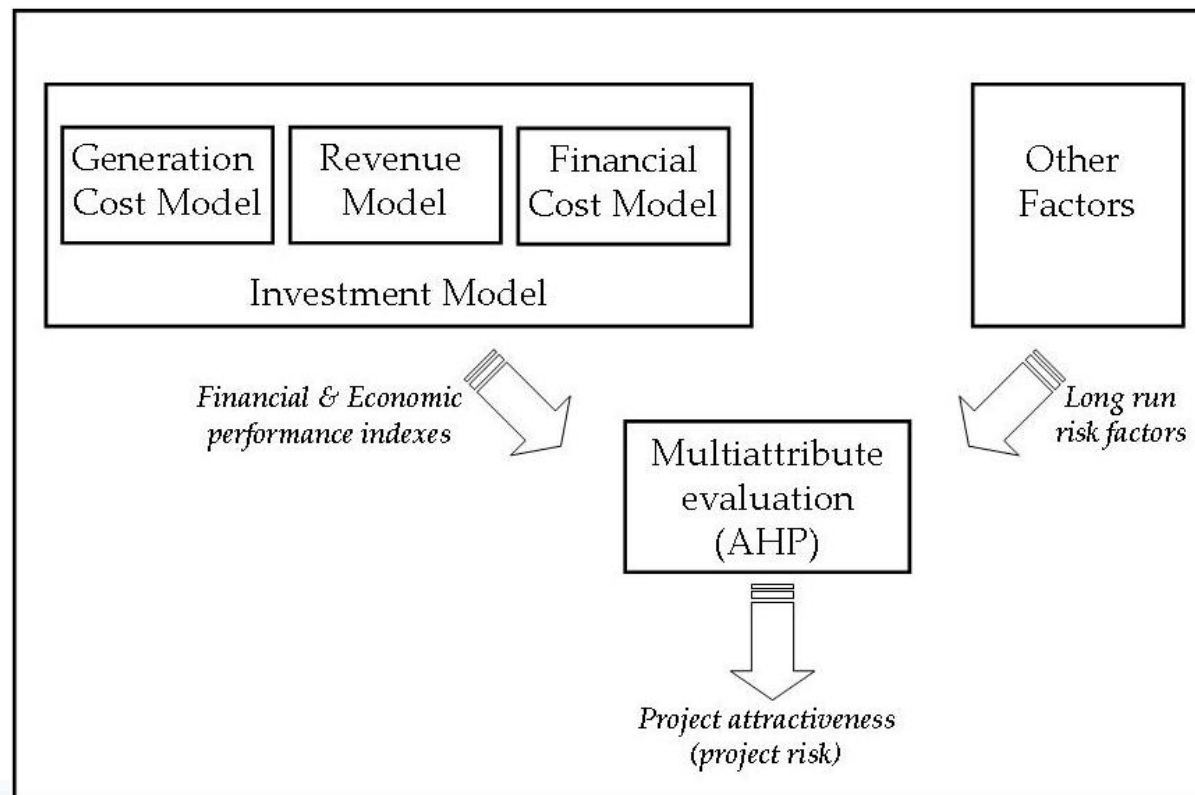 Generation
Cost Model
Revenue
Model
Financial
Cost Model
Investment Model
Other
Factors
Financial & Economic
performance indexes
Long run
risk factors
Multiattribute
evaluation
(AHP)
Project attractiveness
(project risk)